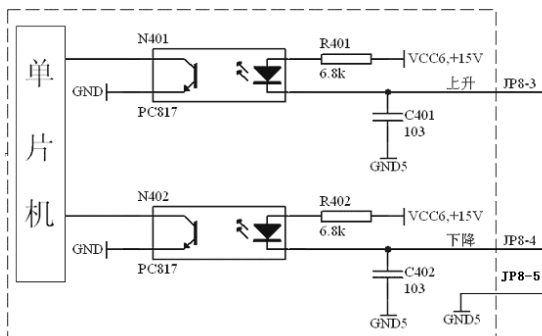 单片机
N401
PC817
GND
R401
6.8k
VCC6,+15V
上升
JP8-3
C401
103
GND5
N402
PC817
GND
R402
6.8k
VCC6,+15V
下降
JP8-4
C402
103
GND5
JP8-5
GND5